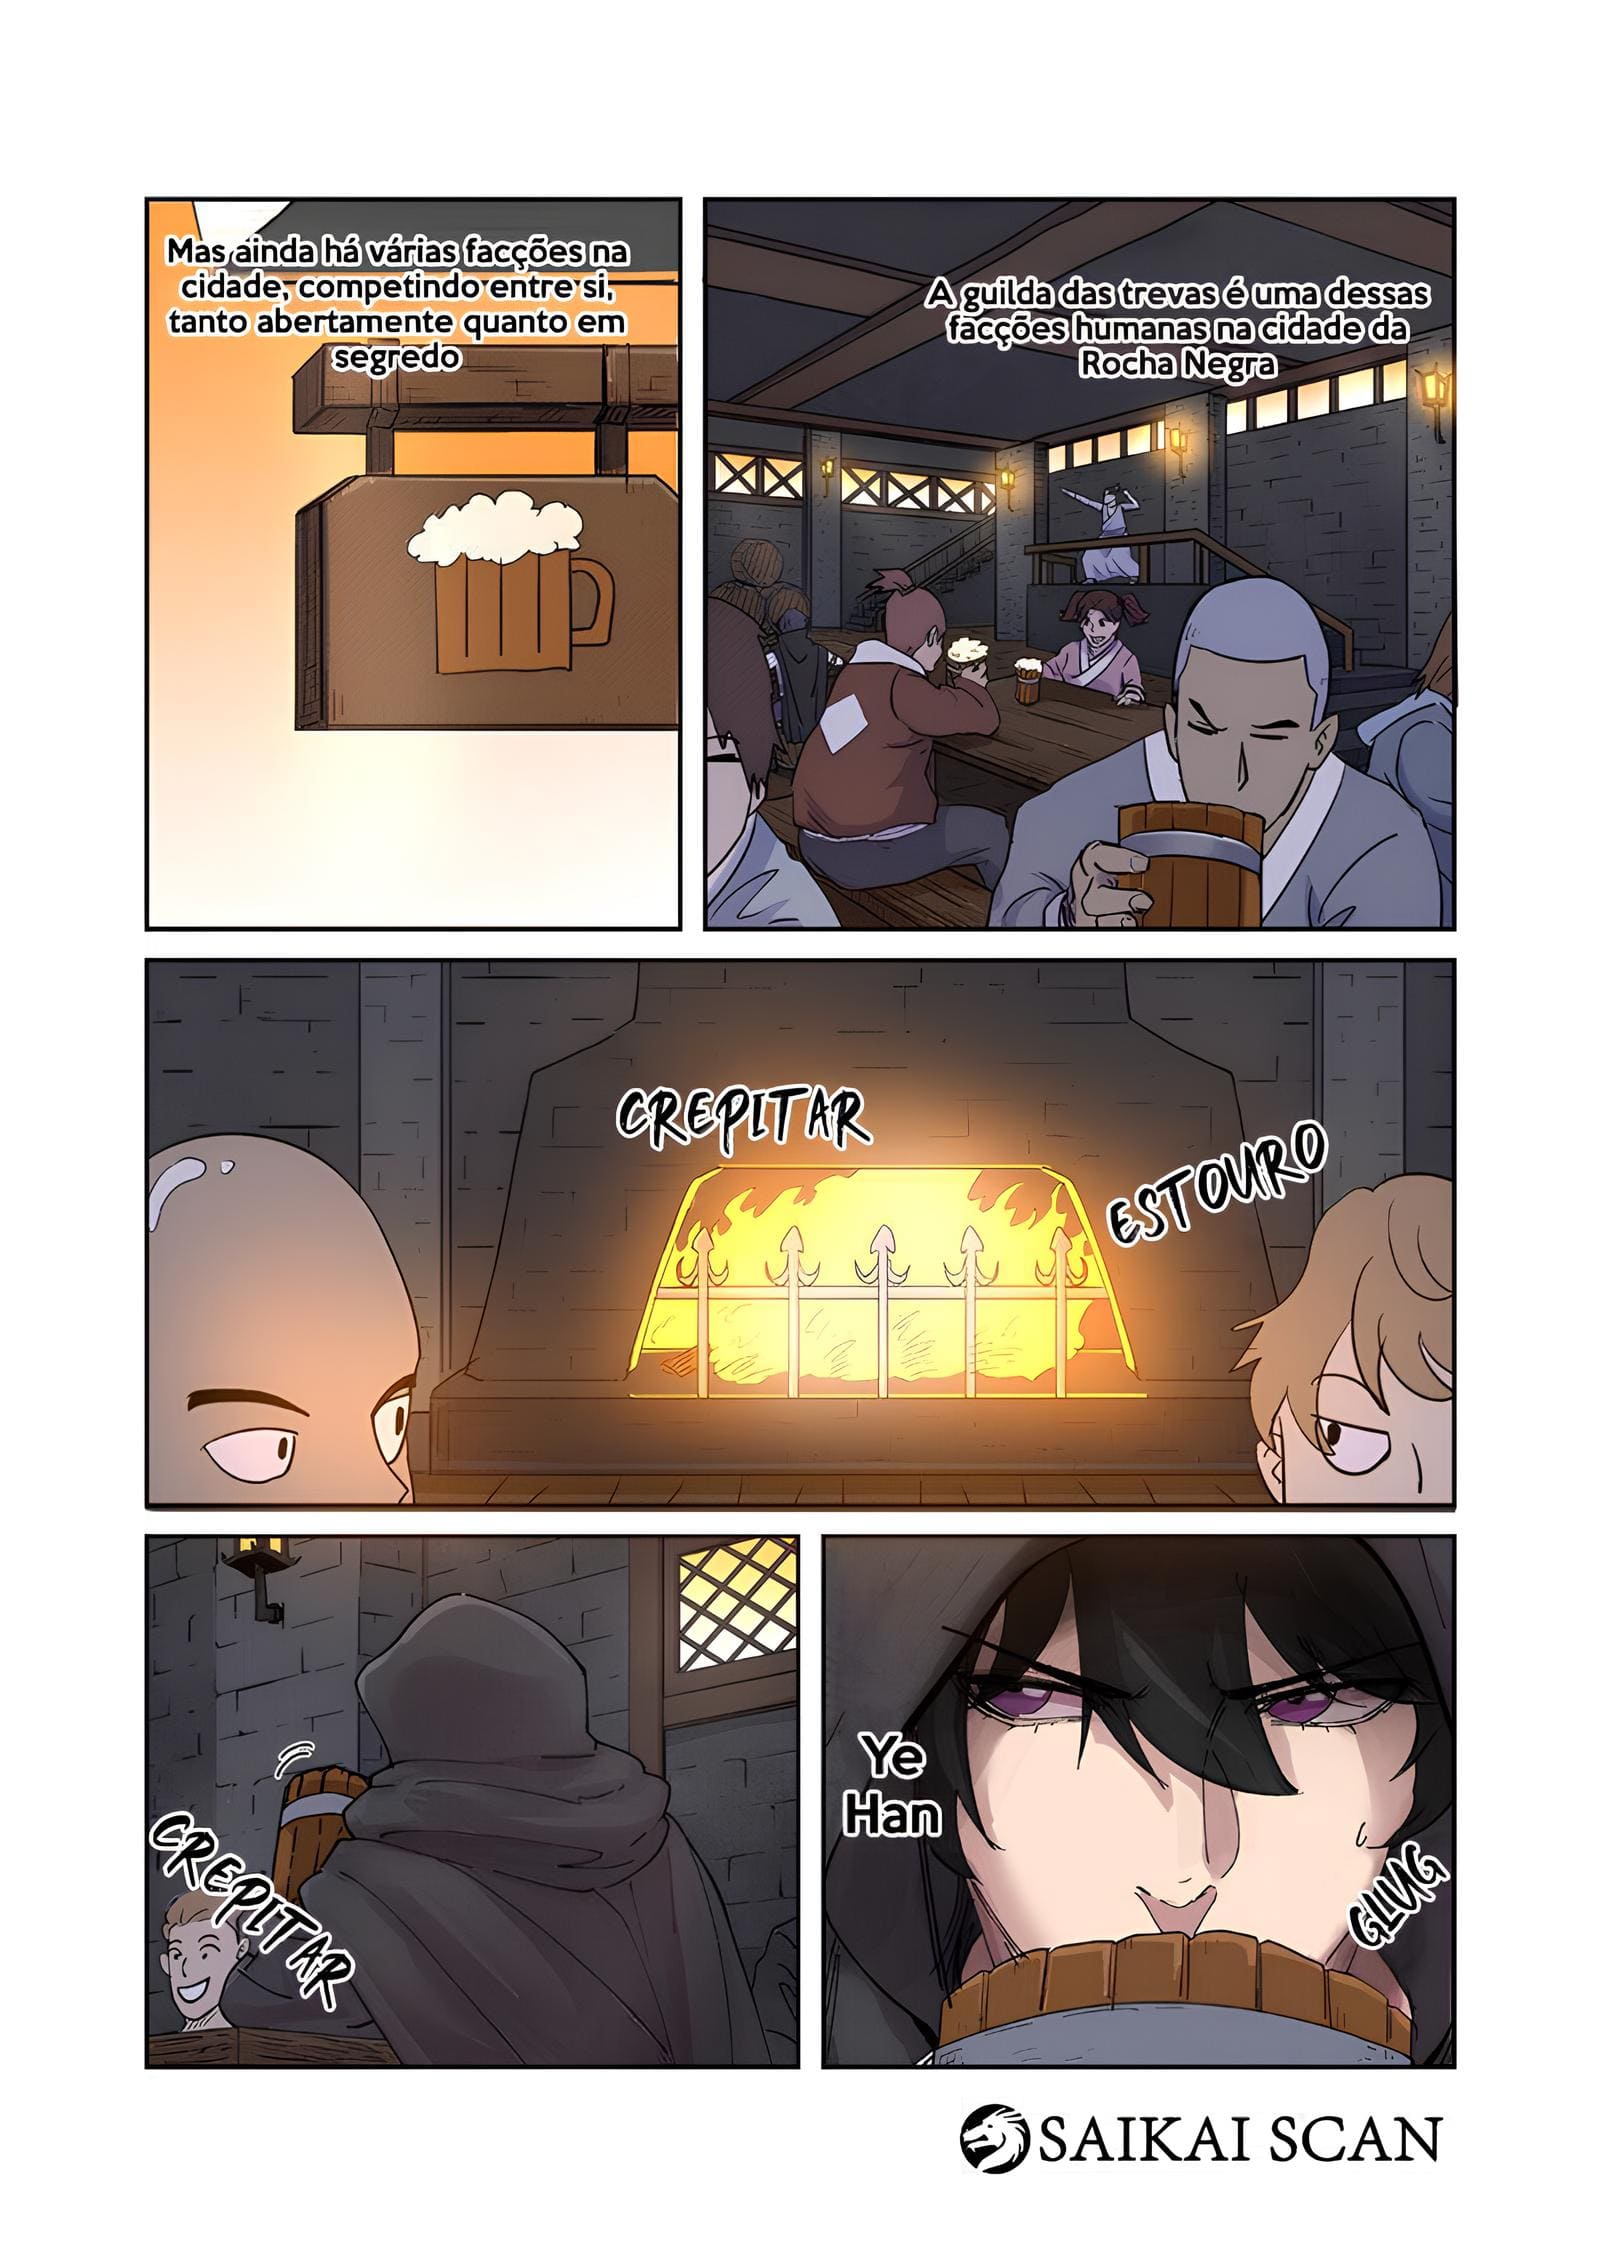 Mas ainda há várias facções na
cidade, competindo entre si,
tanto abertamente quanto em
segredo
A guilda das trevas é uma dessas
facções humanas na cidade da
Rocha Negra
CREPITAR
ESTOURO
CREPITAR
Ye
Han
GLUG
SAIKAI SCAN